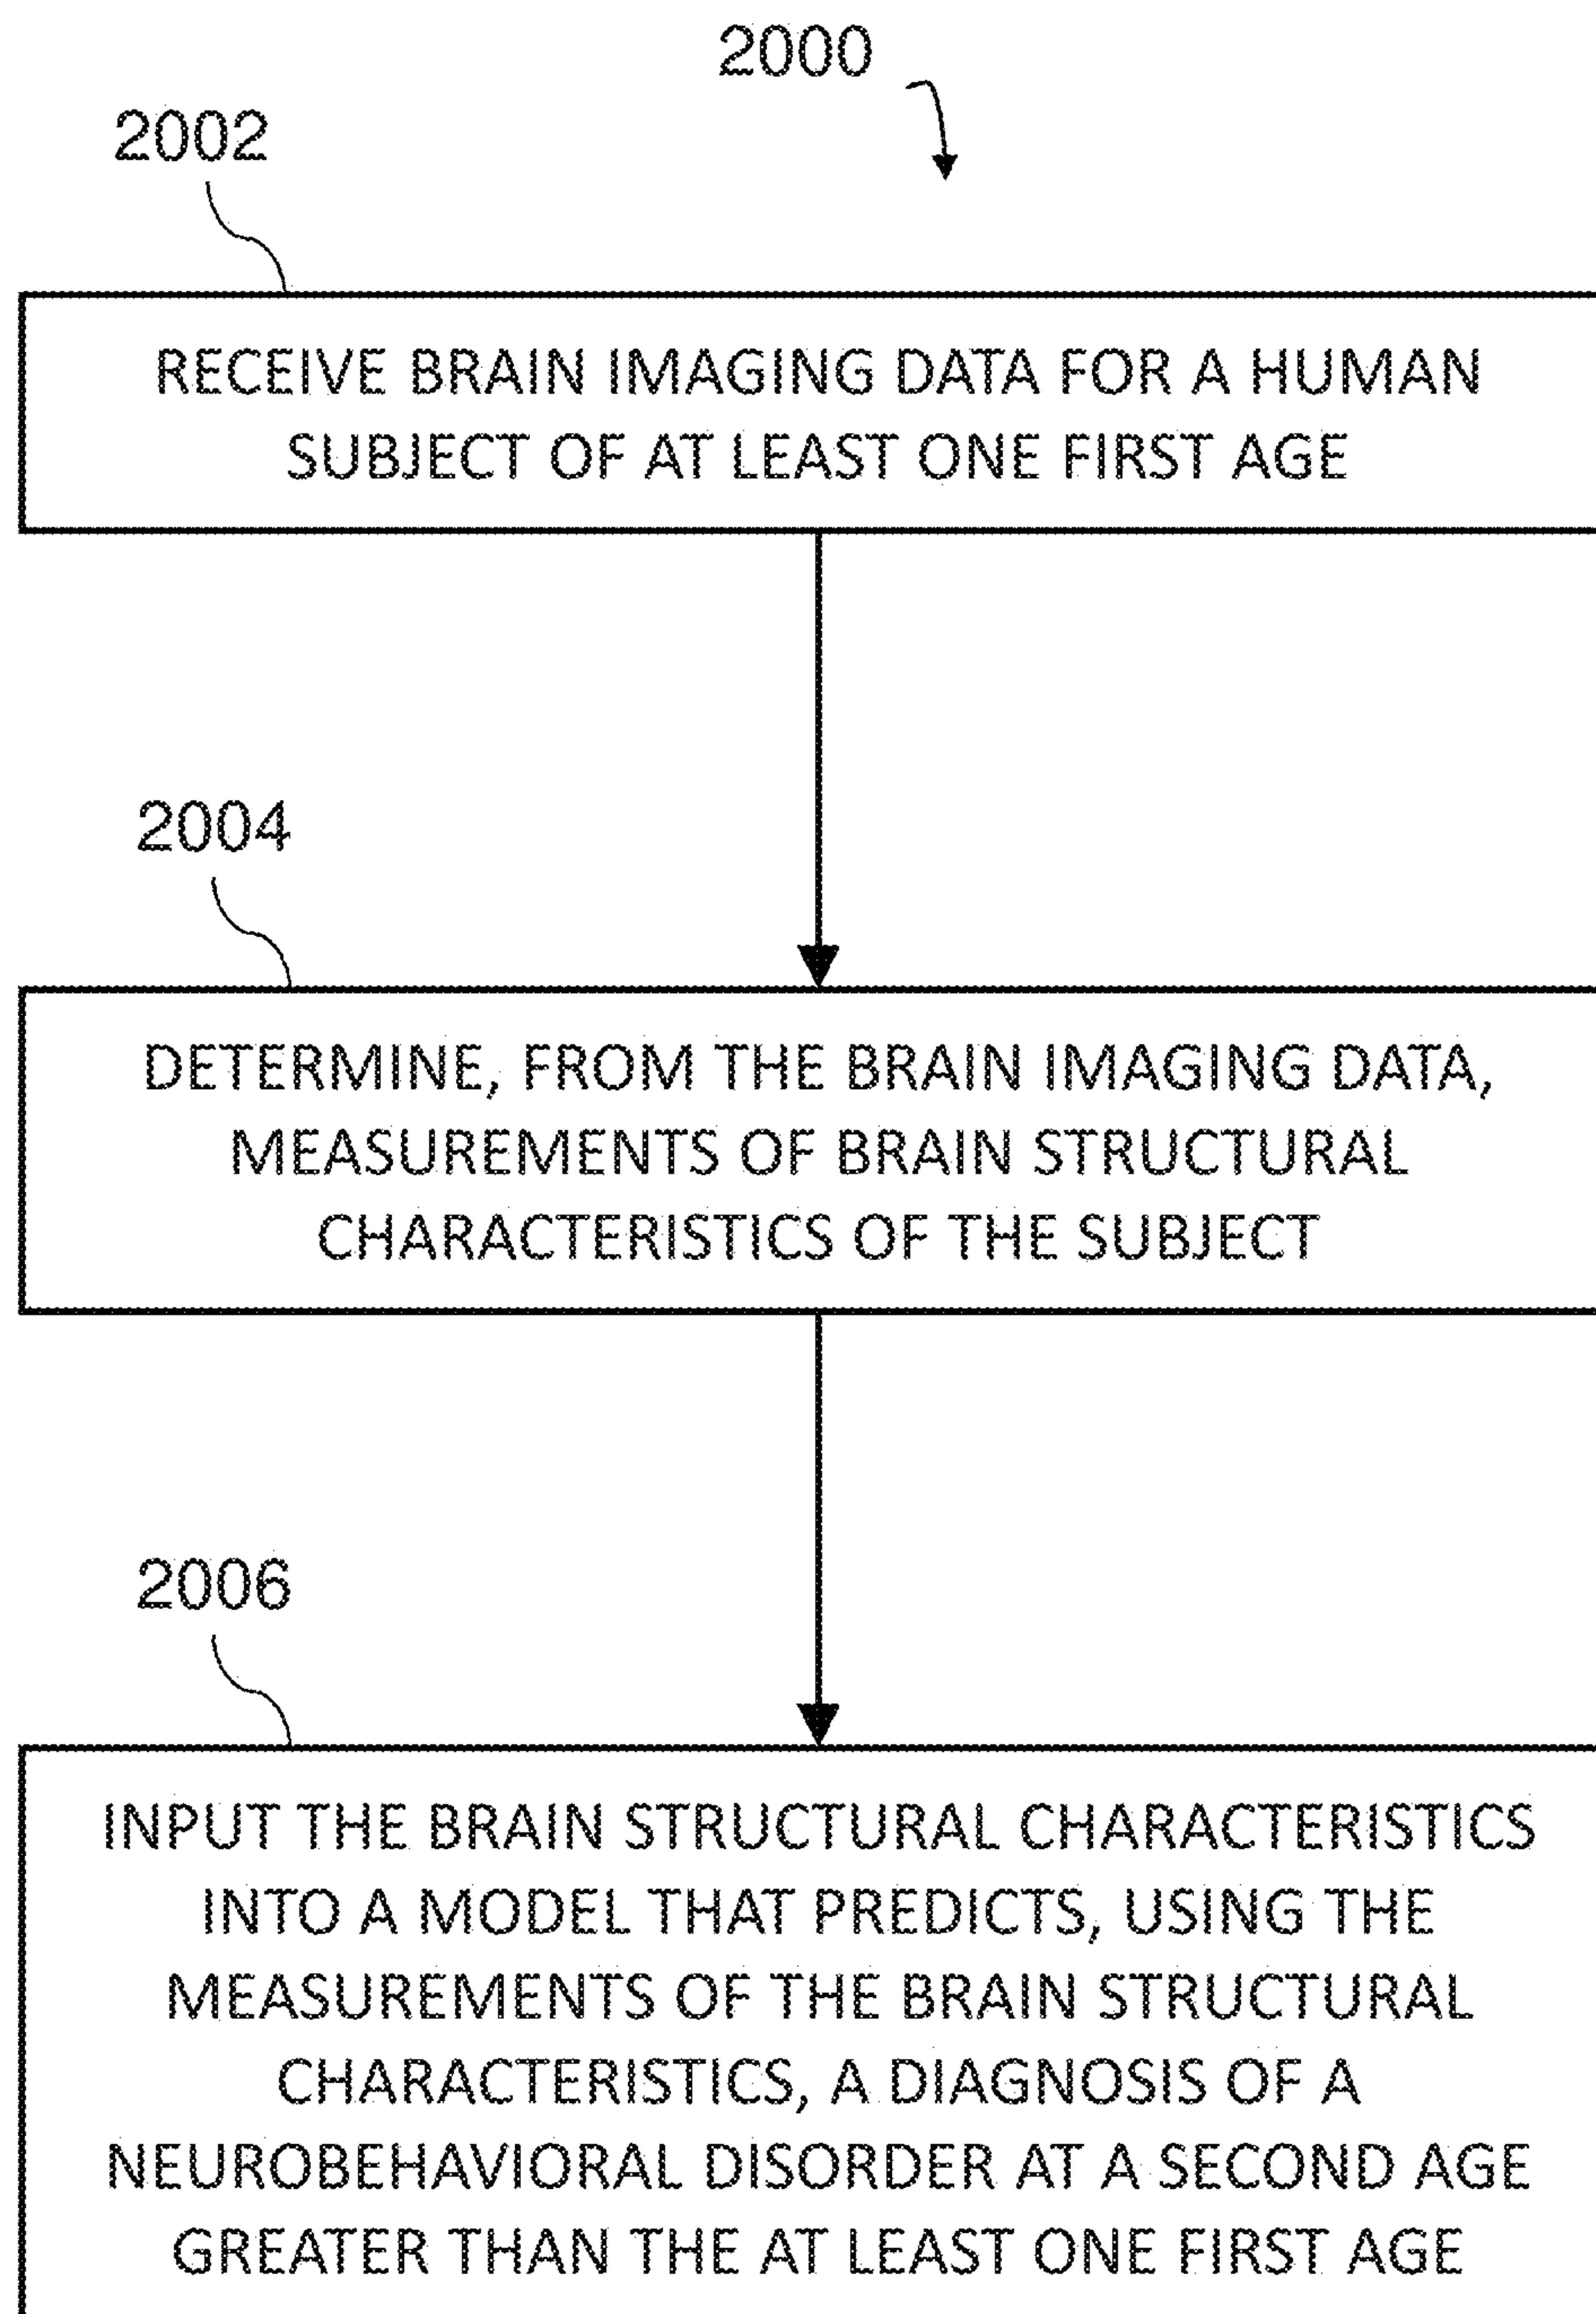 2000
2002
RECEIVE BRAIN IMAGING DATA FOR A HUMAN
SUBJECT OF AT LEAST ONE FIRST AGE
2004
DETERMINE, FROM THE BRAIN IMAGING DATA,
MEASUREMENTS OF BRAIN STRUCTURAL
CHARACTERISTICS OF THE SUBJECT
2006
INPUT THE BRAIN STRUCTURAL CHARACTERISTICS
INTO A MODEL THAT PREDICTS, USING THE
MEASUREMENTS OF THE BRAIN STRUCTURAL
CHARACTERISTICS, A DIAGNOSIS OF A
NEUROBEHAVIORAL DISORDER AT A SECOND AGE
GREATER THAN THE AT LEAST ONE FIRST AGE